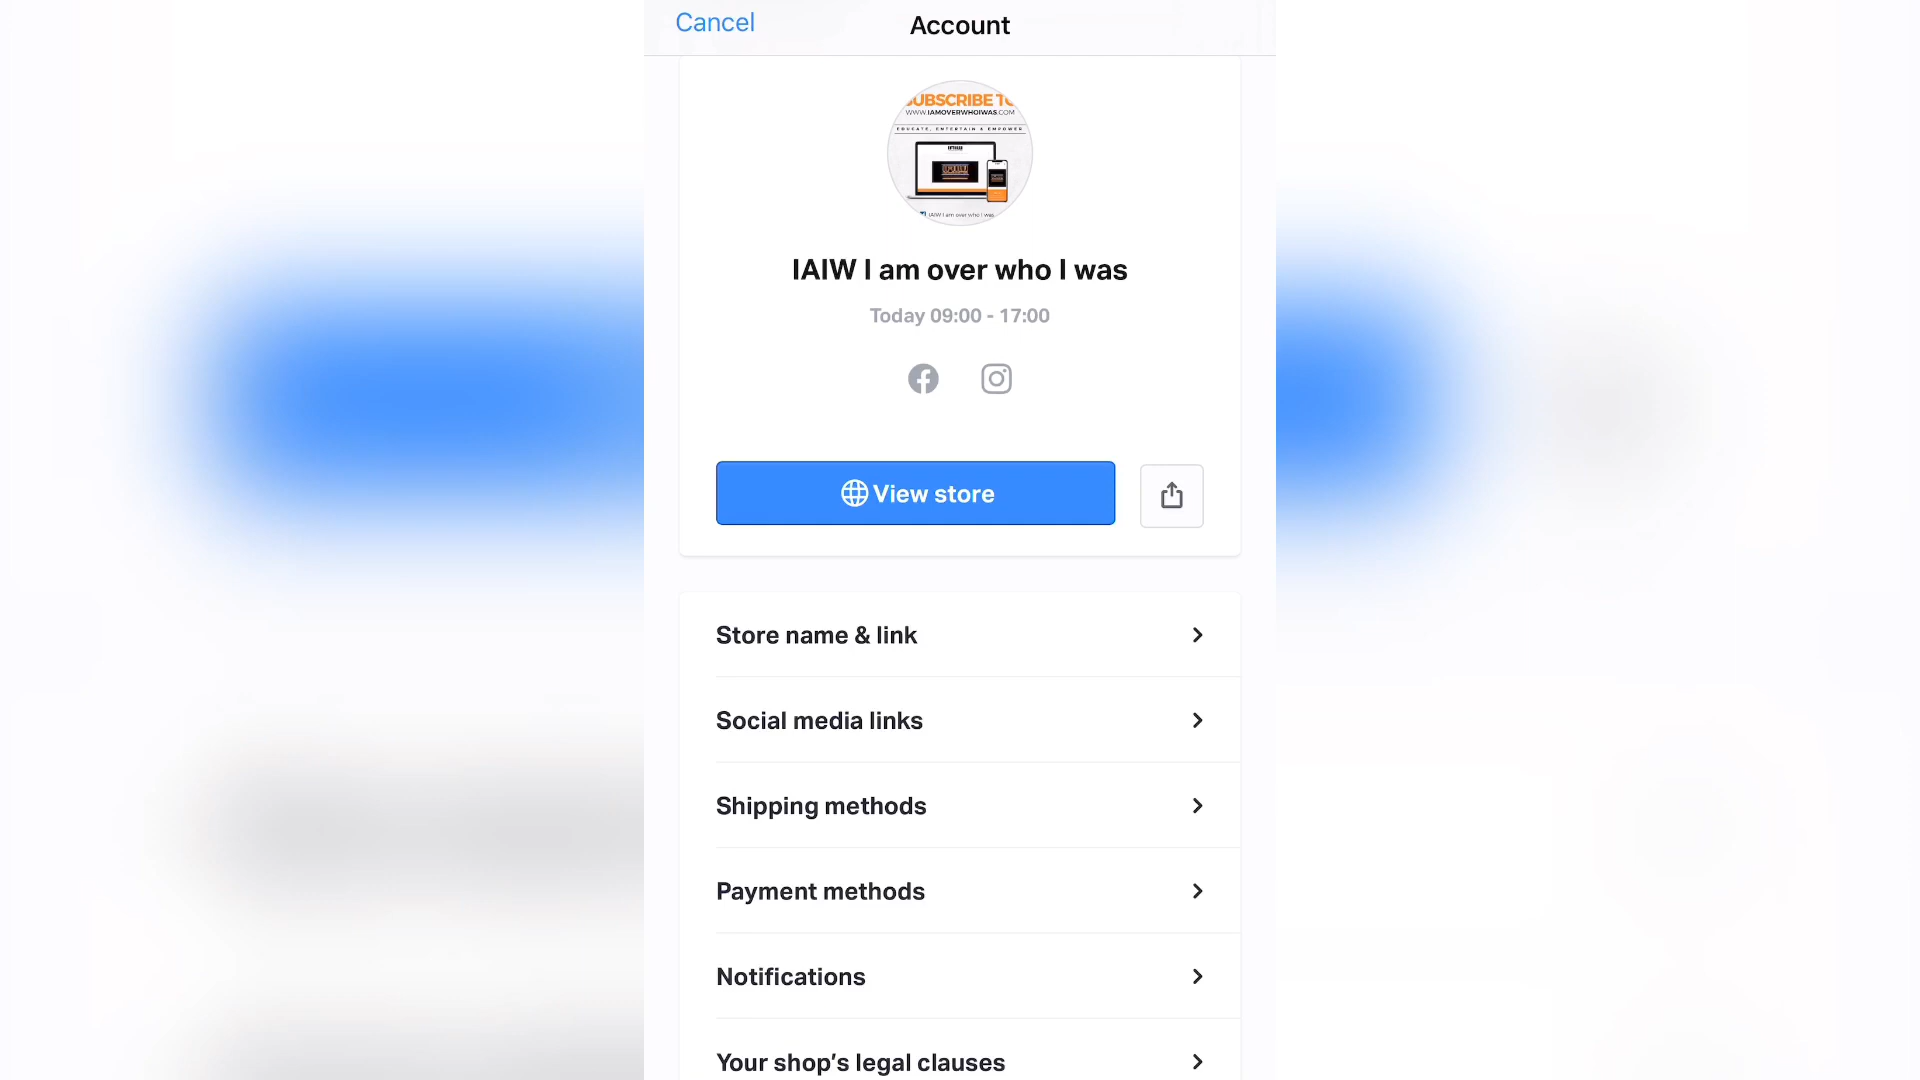 Cancel
Account
SUBSCRIBE TO
WWW.IAMOVERWHOIWAS.COM
EDUCATE, ENTERTAIN & EMPOWER
IAIW I am over who I was
IAIW I am over who I was
Today 09:00 - 17:00
View store
Store name & link
Social media links
Shipping methods
Payment methods
Notifications
Your shop’s legal clauses